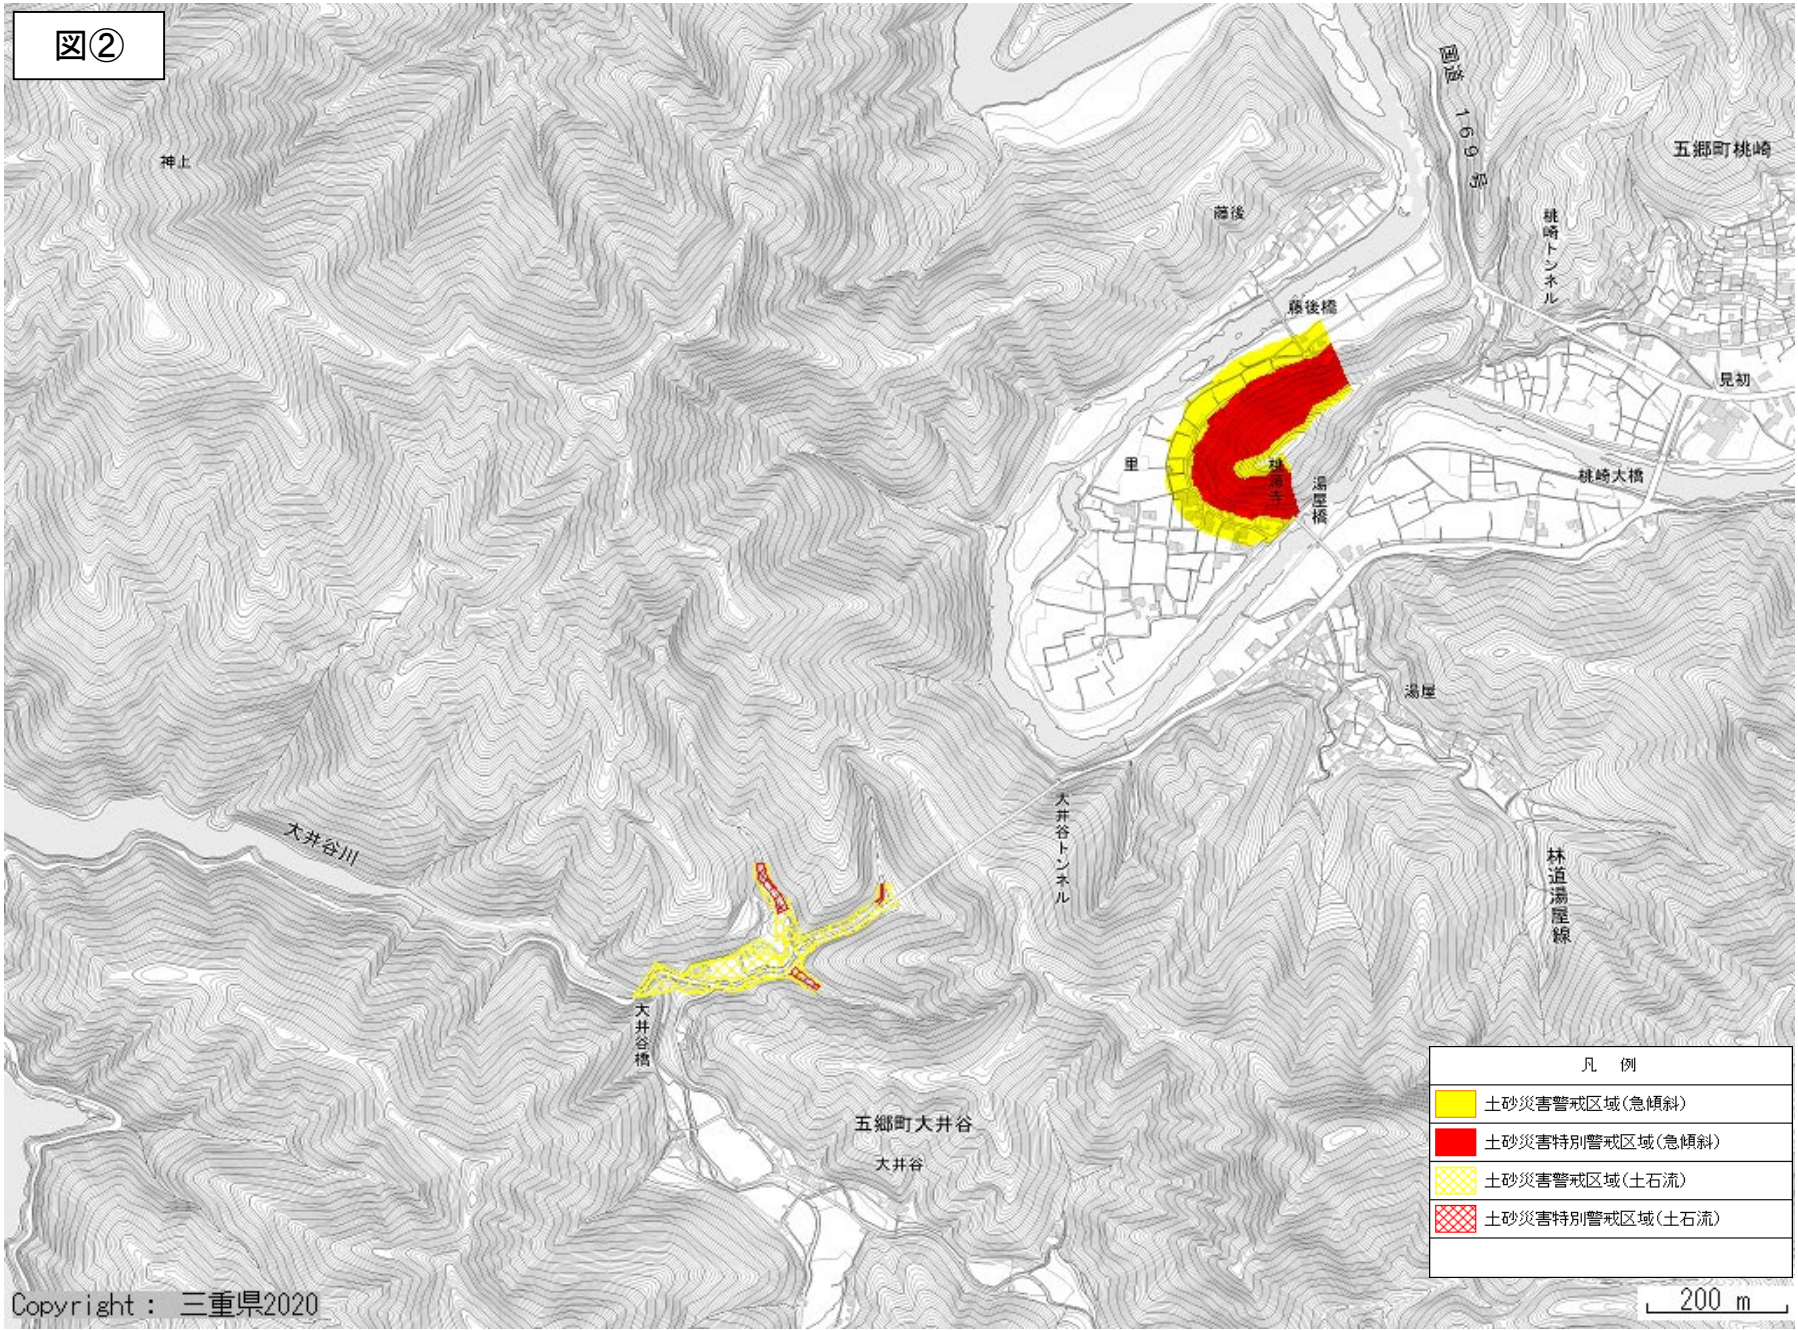 図②
国道 169号
神上
五郷町桃崎
藤後
桃崎トンネル
藤後橋
見初
里
湯屋橋
桃崎大橋
湯屋
大井谷川
大井谷トンネル
林道湯屋線
大井谷橋
五郷町大井谷
大井谷
凡 例
土砂災害警戒区域(急傾斜)
土砂災害特別警戒区域(急傾斜)
土砂災害警戒区域(土石流)
土砂災害特別警戒区域(土石流)
Copyright : 三重県2020
200 m